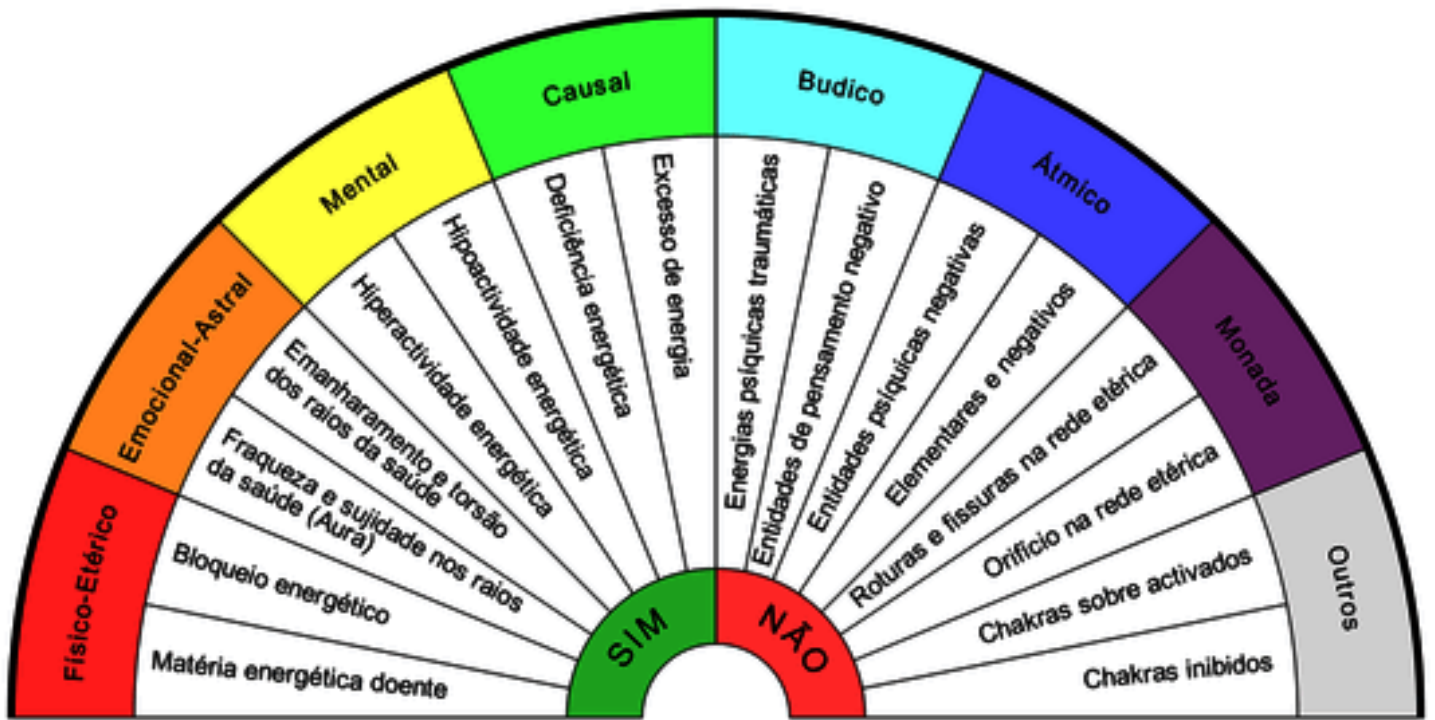 Físico-Etérico
Emocional-Astral
Mental
Causal
Budico
Átmico
Monada
Outros
Matéria energética doente
Bloqueio energético
Fraqueza e sujidade nos raios
da saúde (Aura)
Emanharamento e torsão
dos raios da saúde
Hiperactividade energética
Hipoactividade energética
Deficiência energética
Excesso de energia
Energias psíquicas traumáticas
Entidades de pensamento negativo
Entidades psíquicas negativas
Elementares e negativos
Roturas e fissuras na rede etérica
Orifício na rede etérica
Chakras sobre activados
Chakras inibidos
SIM
NÃO